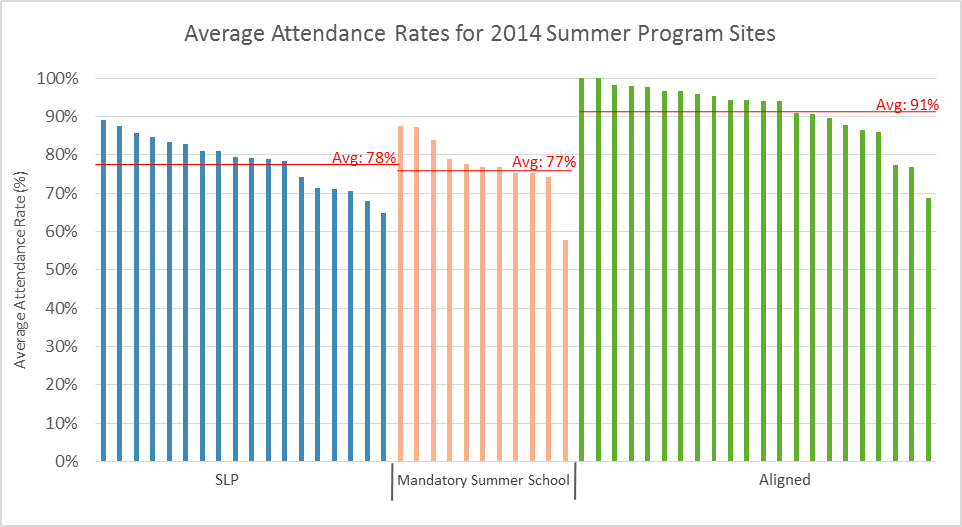 Average Attendance Rates for 2014 Summer Program Sites
Average Attendance Rate (%)
100%
90%
80%
70%
60%
50%
40%
30%
20%
10%
0%
Avg: 78%
Avg: 77%
Avg: 91%
SLP
Mandatory Summer School
Aligned